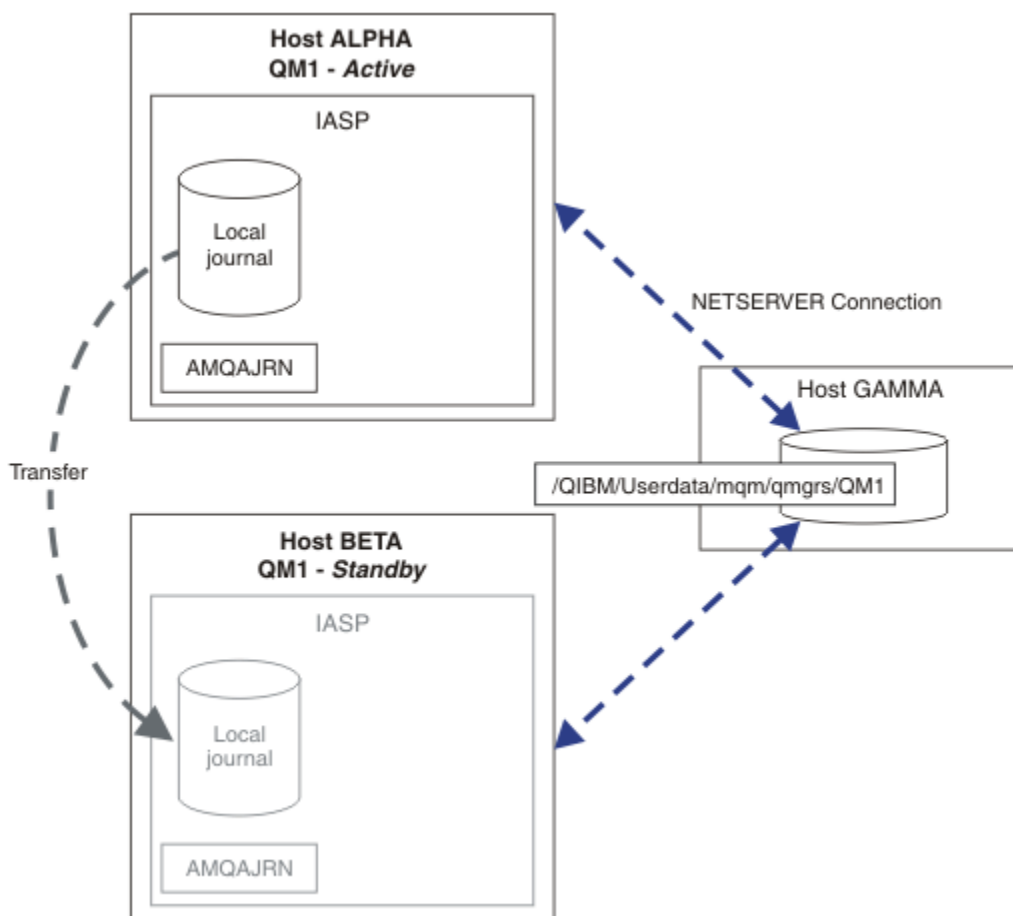 Host ALPHA
QM1 - Active
IASP
Local
journal
AMQAJRN
NETSERVER Connection
Host GAMMA
/QIBM/Userdata/mqm/qmgrs/QM1
Transfer
Host BETA
QM1 - Standby
IASP
Local
journal
AMQAJRN